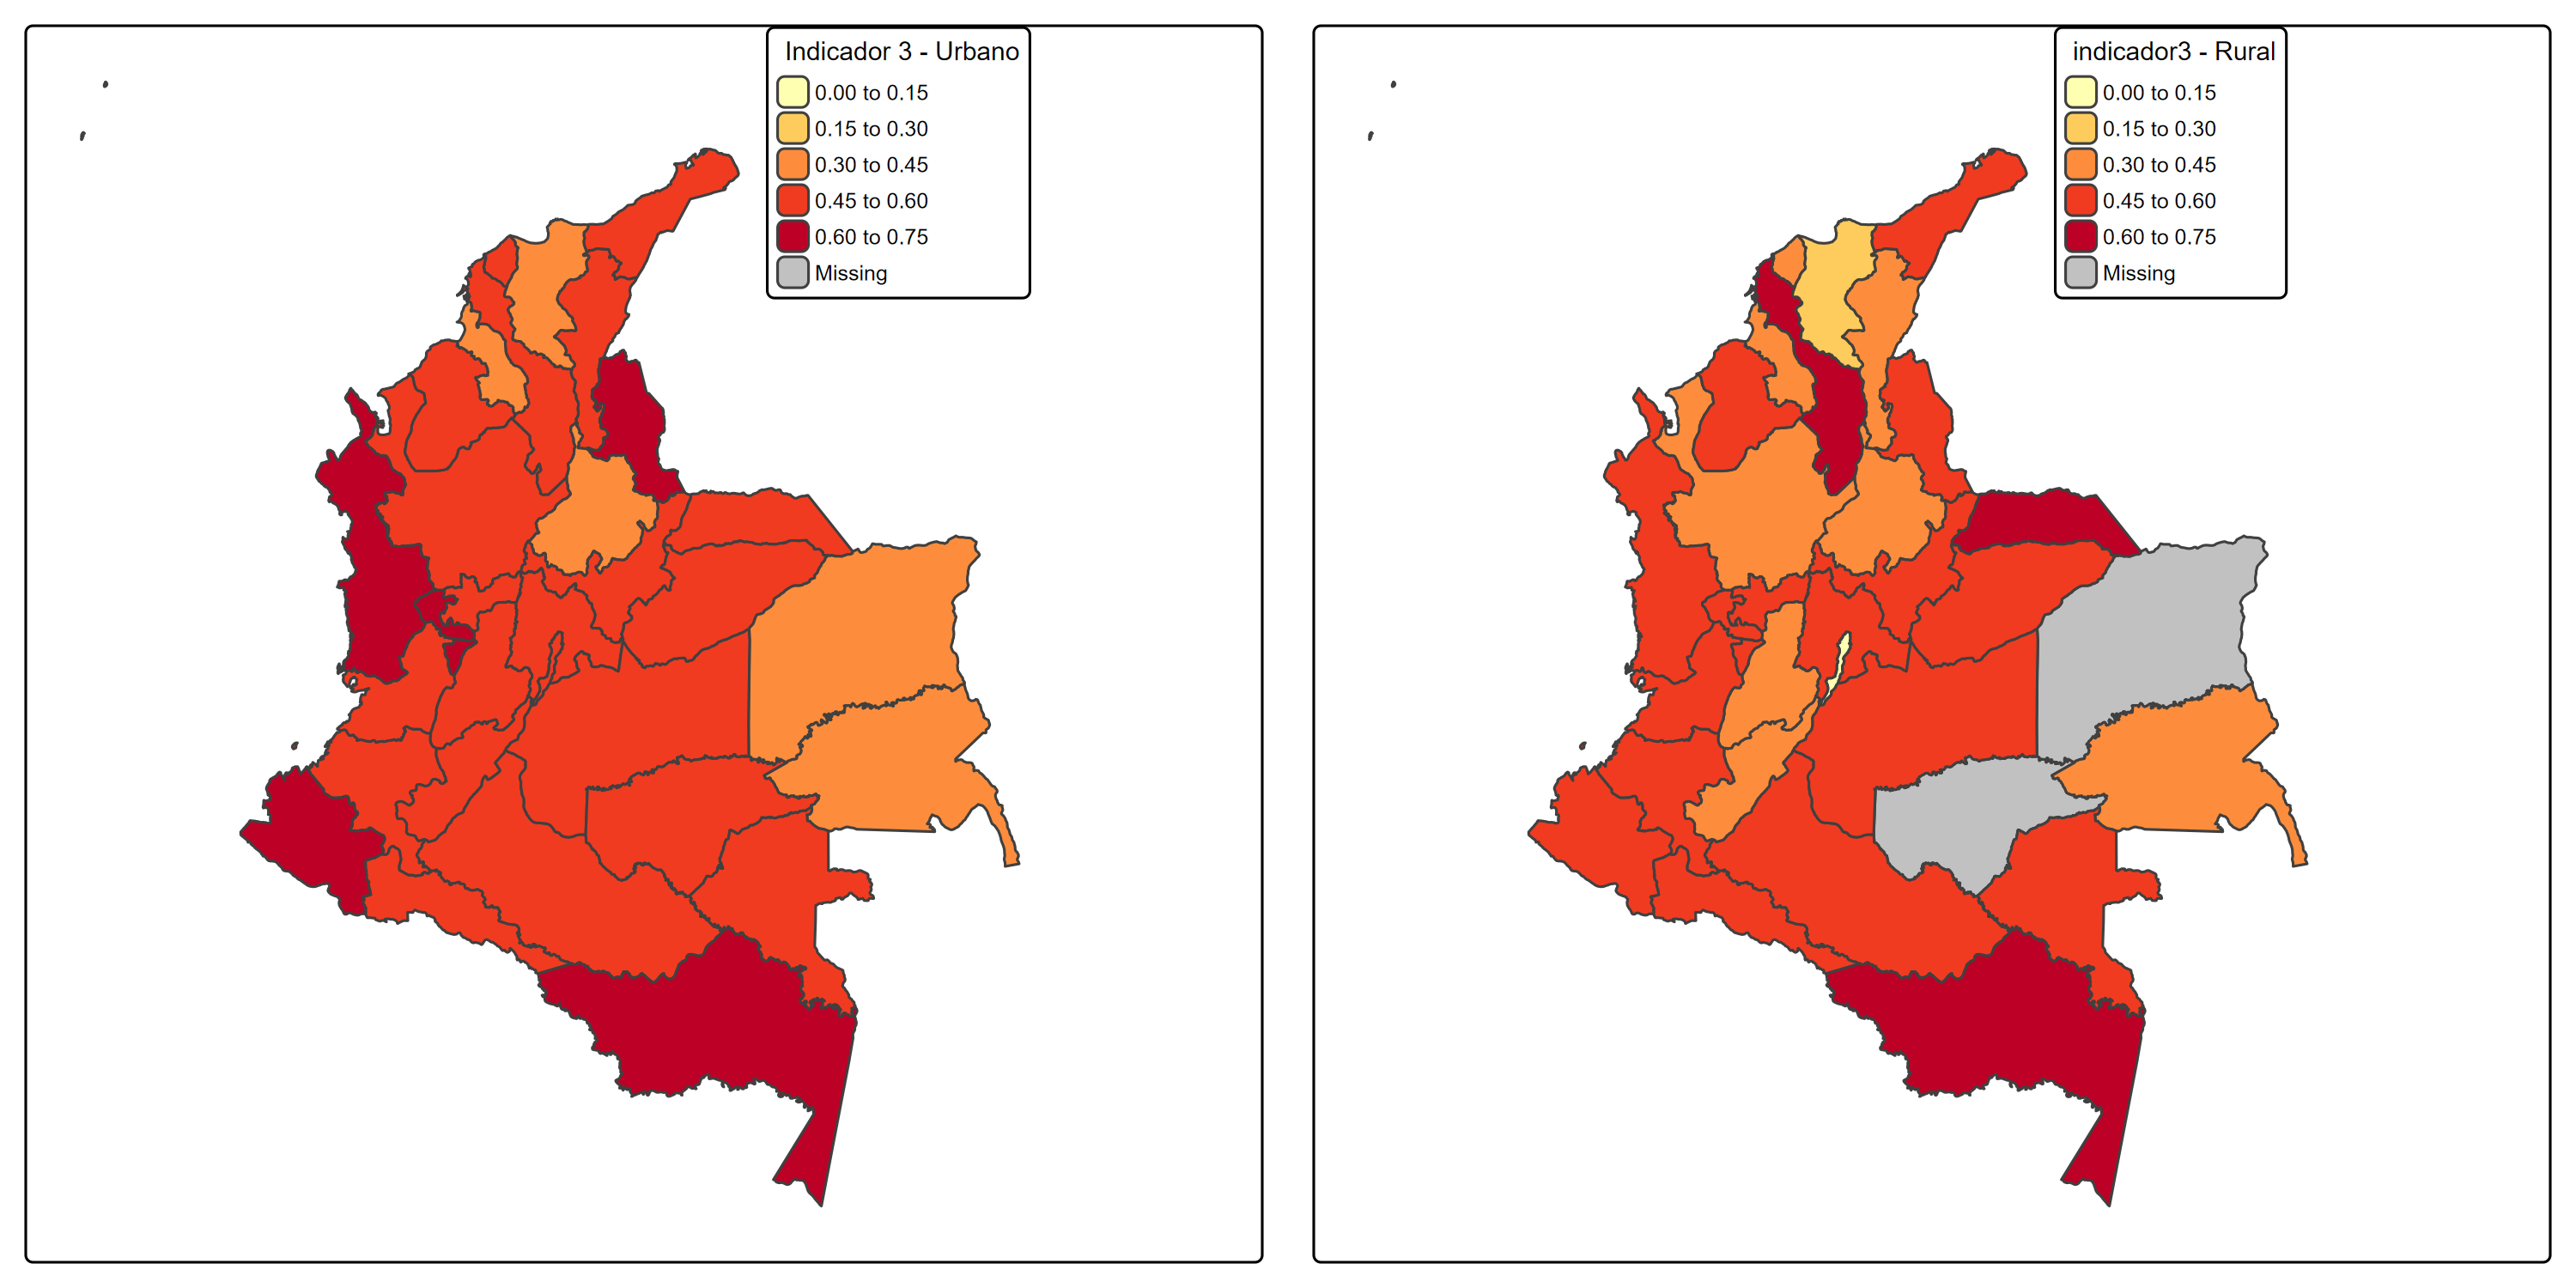 Indicador 3 - Urbano
0.00 to 0.15
0.15 to 0.30
0.30 to 0.45
0.45 to 0.60
0.60 to 0.75
Missing
indicador3 - Rural
0.00 to 0.15
0.15 to 0.30
0.30 to 0.45
0.45 to 0.60
0.60 to 0.75
Missing